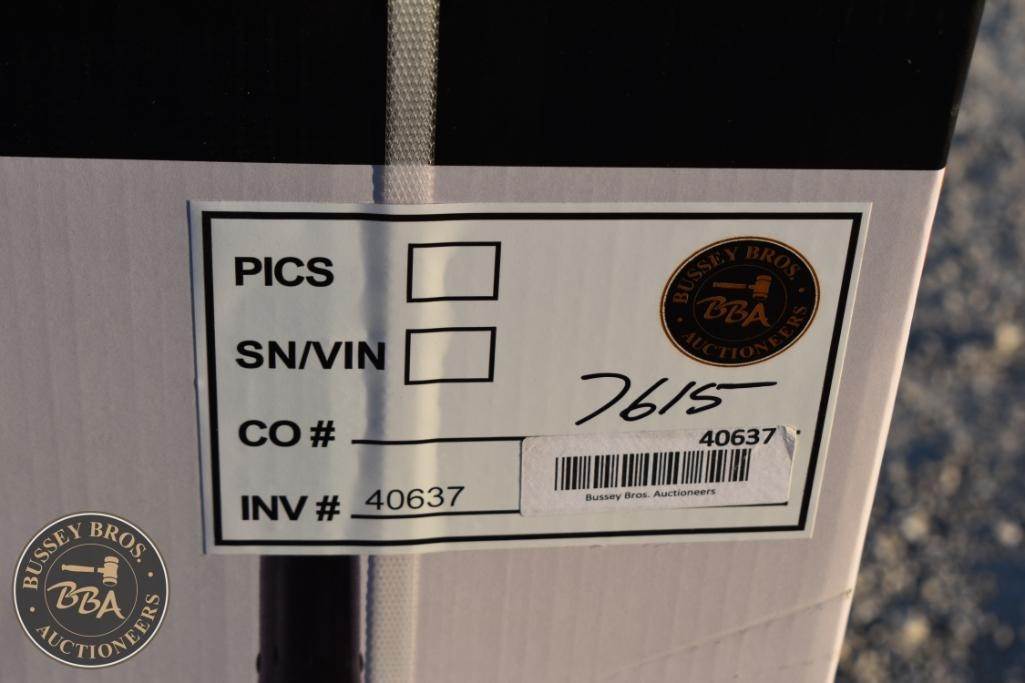 PICS
BUSSEY BROS.
BBA
AUCTIONEERS
SN/VIN
7615
CO #
40637
INV # 40637
Bussey Bros. Auctioneers
BUSSEY BROS.
BBA
AUCTIONEERS